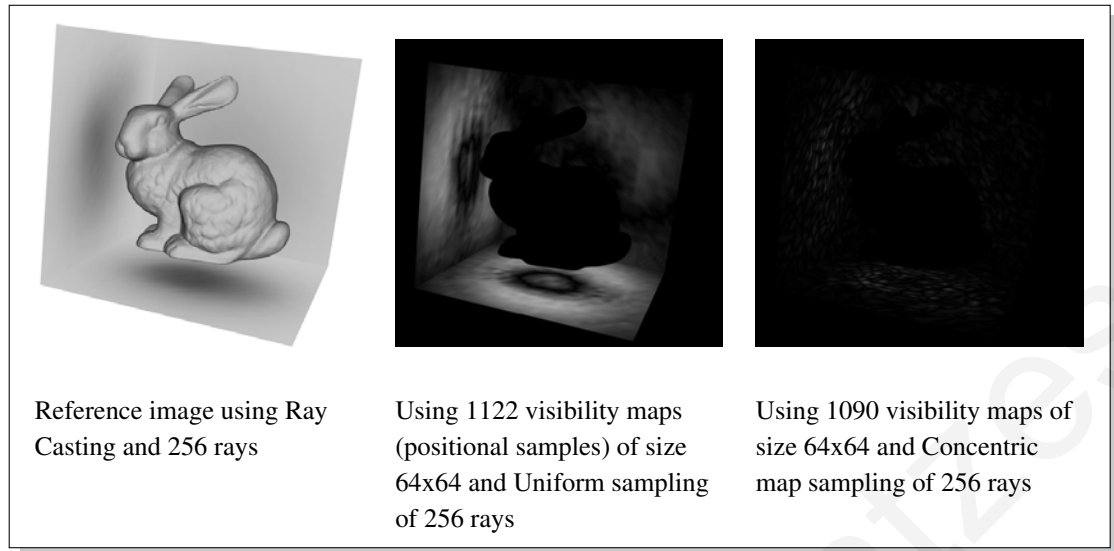 Reference image using Ray
Casting and 256 rays
Using 1122 visibility maps
(positional samples) of size
64x64 and Uniform sampling
of 256 rays
Using 1090 visibility maps of
size 64x64 and Concentric
map sampling of 256 rays